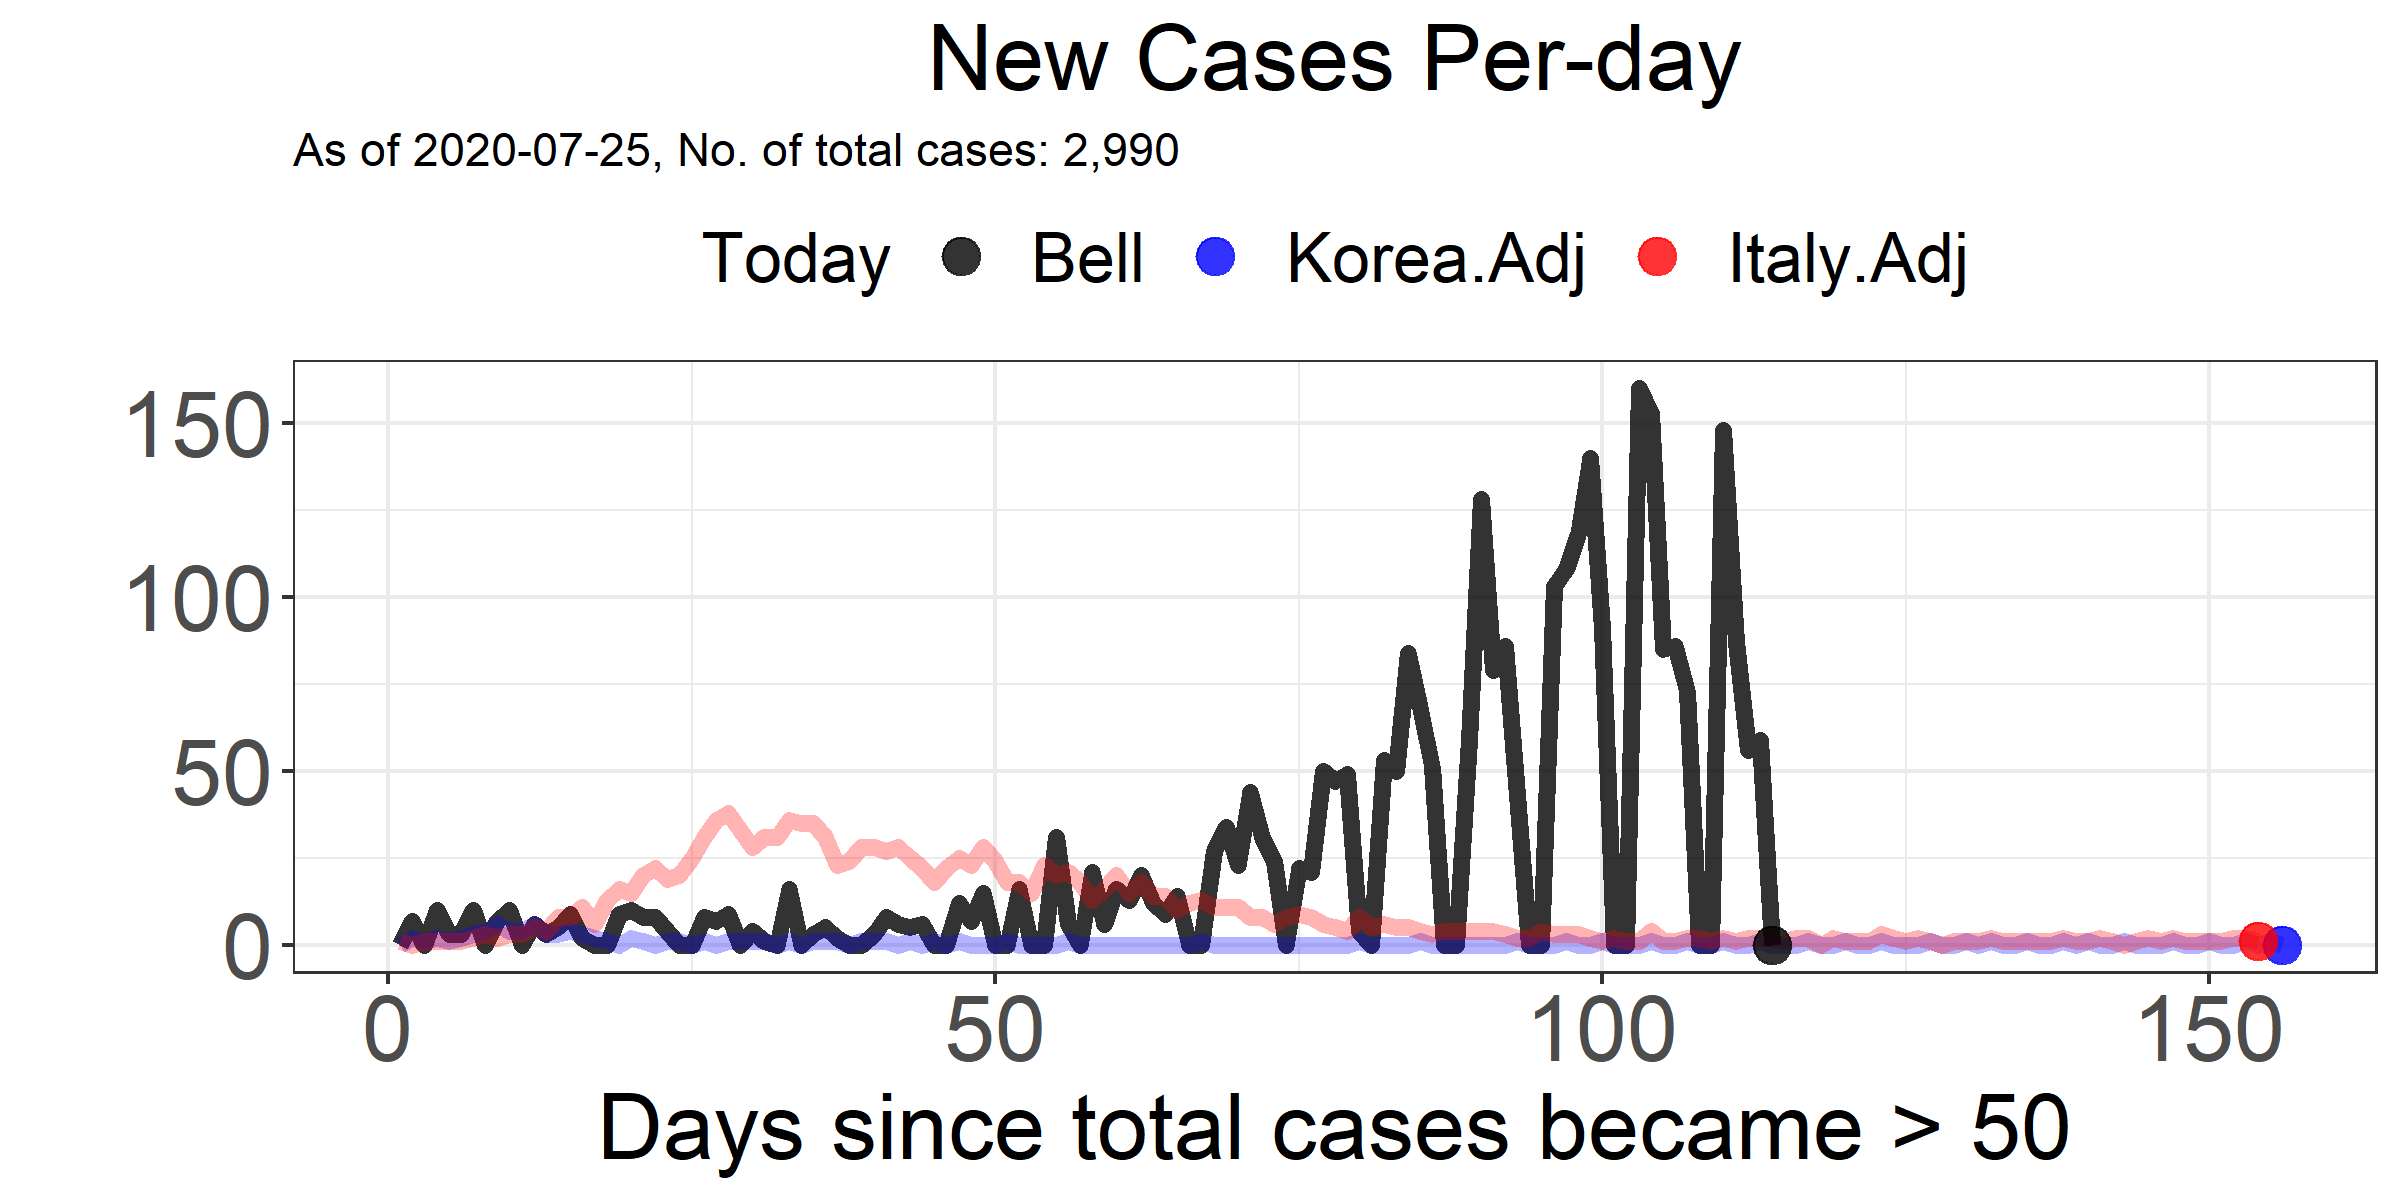 New Cases Per-day
As of 2020-07-25, No. of total cases: 2,990
Today Bell Korea.Adj Italy.Adj
150
100
50
0
0 50 100 150
Days since total cases became > 50